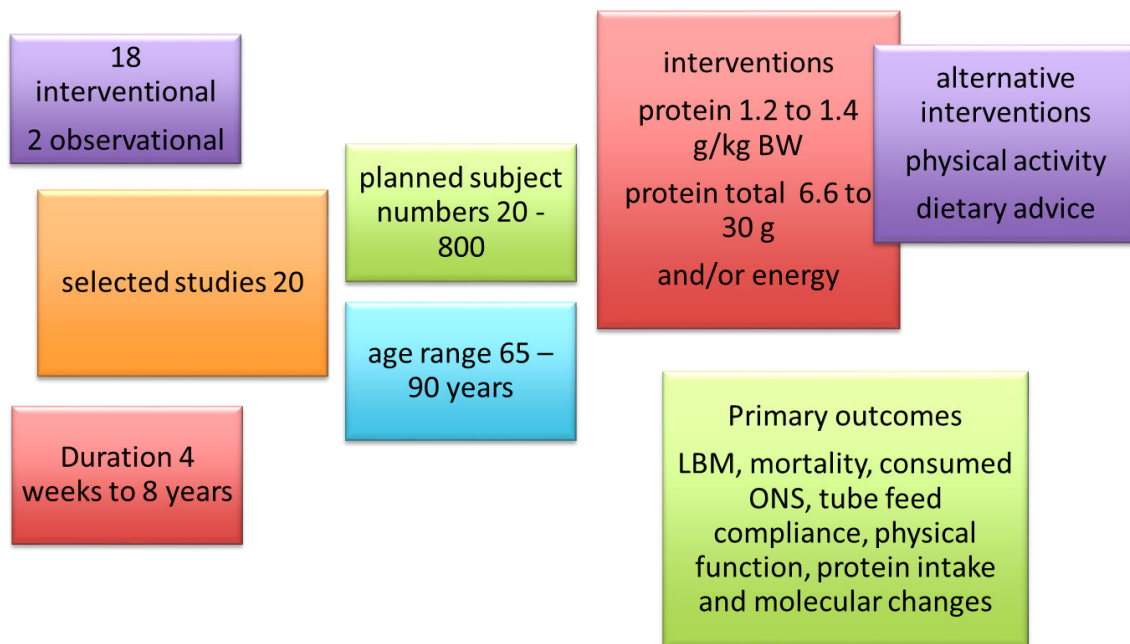 18
interventional
2 observational
selected studies 20
Duration 4
weeks to 8 years
planned subject
numbers 20 -
800
age range 65 –
90 years
interventions
protein 1.2 to 1.4
g/kg BW
protein total 6.6 to
30 g
and/or energy
alternative
interventions
physical activity
dietary advice
Primary outcomes
LBM, mortality, consumed
ONS, tube feed
compliance, physical
function, protein intake
and molecular changes